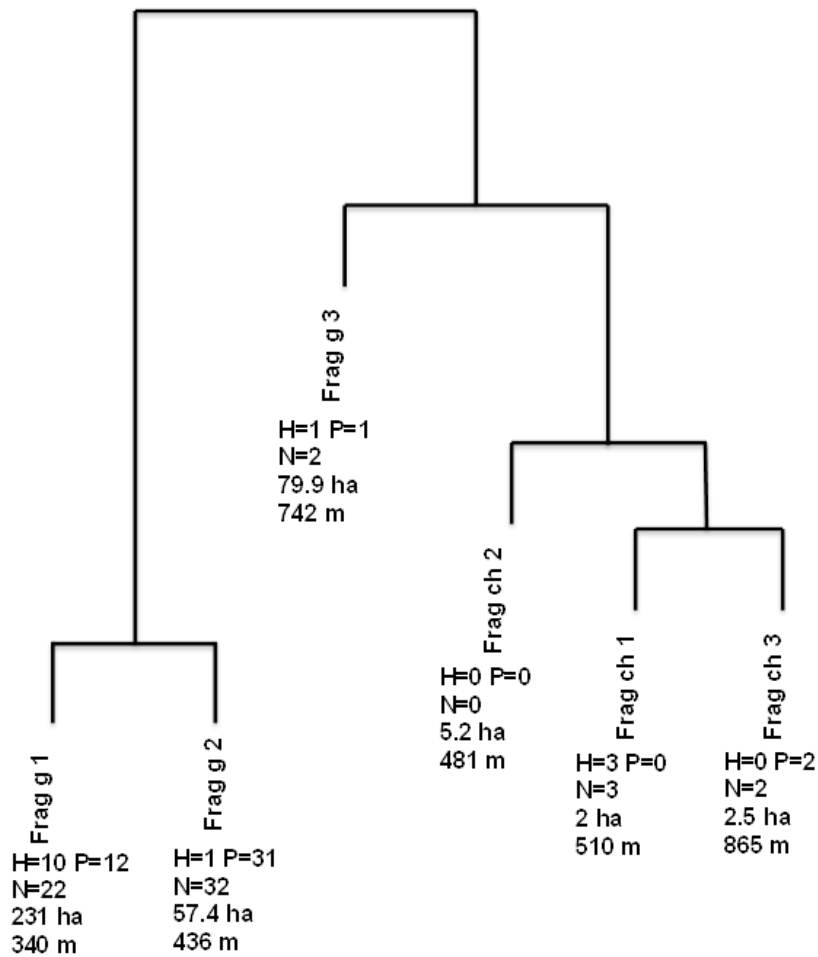 Frag g 3
H=1 P=1
N=2
79.9 ha
742 m
Frag ch 2
H=0 P=0
N=0
5.2 ha
481 m
Frag ch 1
H=3 P=0
N=3
2 ha
510 m
Frag ch 3
H=0 P=2
N=2
2.5 ha
865 m
Frag g 1
H=10 P=12
N=22
231 ha
340 m
Frag g 2
H=1 P=31
N=32
57.4 ha
436 m